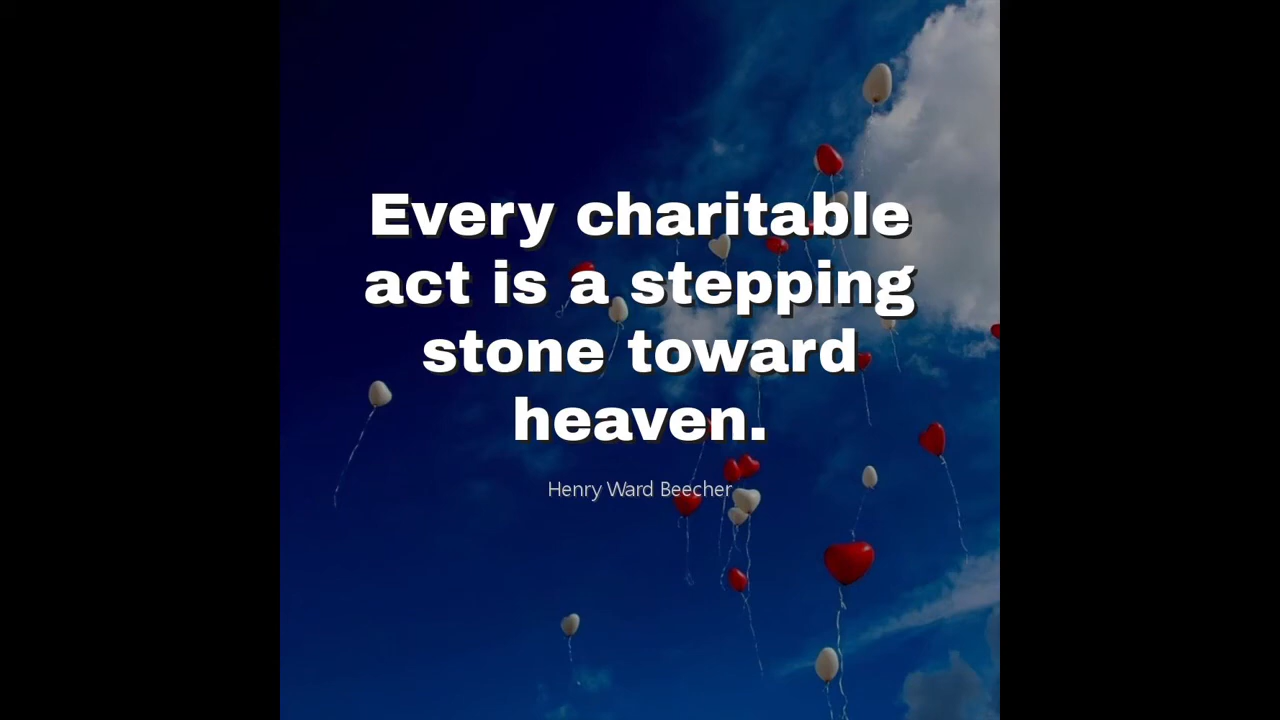 Every charitable
act is a stepping
stone toward
heaven.
Henry Ward Beecher